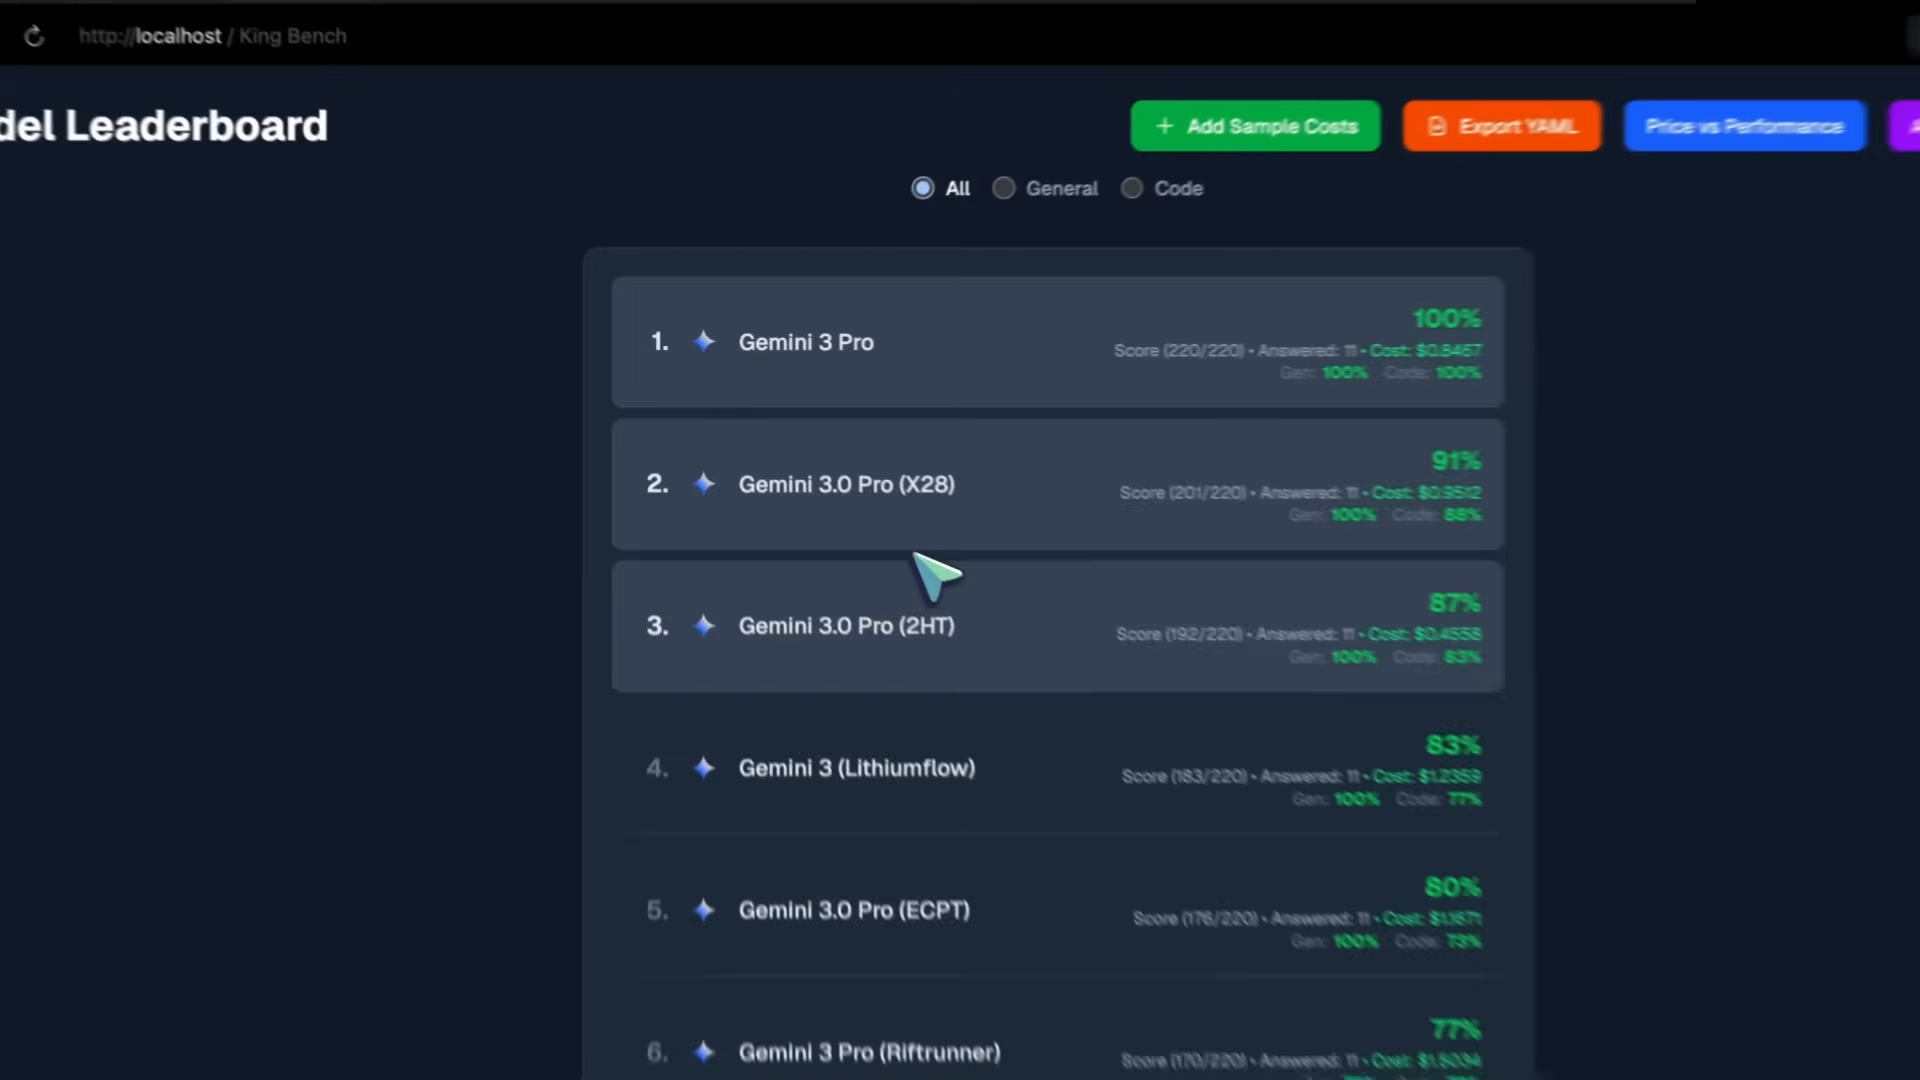 http://localhost / King Bench
del Leaderboard
+ Add Sample Costs
Export YAML
Price vs Performance
All
General
Code
1. Gemini 3 Pro
100%
Score (220/220) • Answered: 11 • Cost: $0.8467
Gen: 100% Code: 100%
2. Gemini 3.0 Pro (X28)
91%
Score (201/220) • Answered: 11 • Cost: $0.9512
Gen: 100% Code: 88%
3. Gemini 3.0 Pro (2HT)
87%
Score (192/220) • Answered: 11 • Cost: $0.4558
Gen: 100% Code: 83%
4. Gemini 3 (Lithiumflow)
83%
Score (183/220) • Answered: 11 • Cost: $1.2359
Gen: 100% Code: 77%
5. Gemini 3.0 Pro (ECPT)
80%
Score (176/220) • Answered: 11 • Cost: $1.1671
Gen: 100% Code: 73%
6. Gemini 3 Pro (Riftrunner)
77%
Score (170/220) • Answered: 11 • Cost: $1.5034